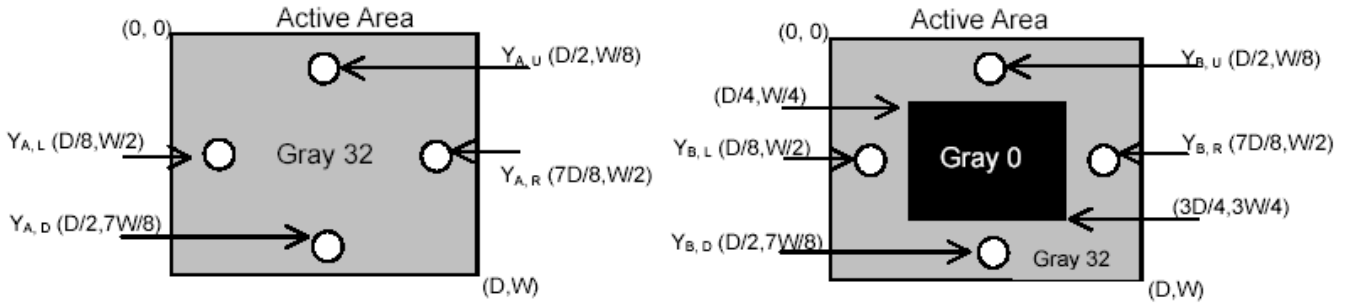 Active Area
(0, 0)
Y_A, U (D/2,W/8)
Y_A, L (D/8,W/2)
Gray 32
Y_A, R (7D/8,W/2)
Y_A, D (D/2,7W/8)
(D,W)
Active Area
(0, 0)
Y_B, U (D/2,W/8)
(D/4,W/4)
Y_B, L (D/8,W/2)
Gray 0
Y_B, R (7D/8,W/2)
(3D/4,3W/4)
Y_B, D (D/2,7W/8)
Gray 32
(D,W)